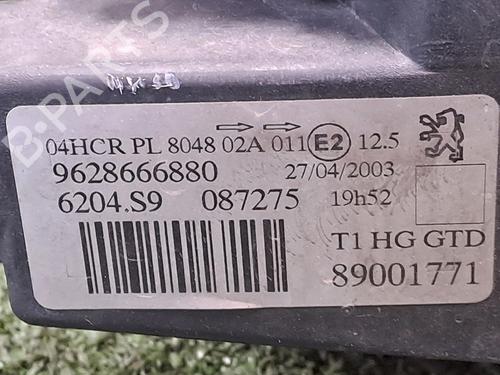 B-PARTS
04HCR PL 8048 02A 011 E2 12.5
9628666880 27/04/2003
6204.S9 087275 19h52
T1 HG GTD
89001771